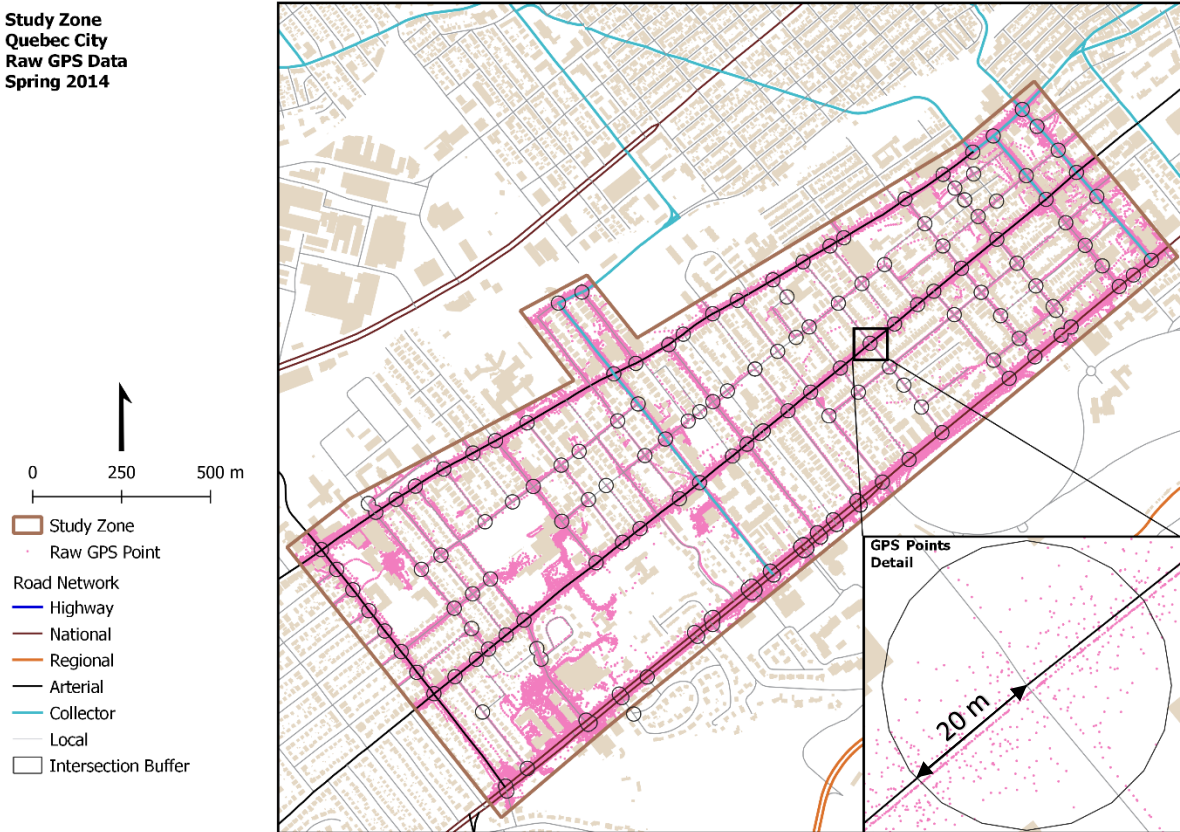 Study Zone
Quebec City
Raw GPS Data
Spring 2014
0 250 500 m
Study Zone
Raw GPS Point
Road Network
Highway
National
Regional
Arterial
Collector
Local
Intersection Buffer
GPS Points
Detail
20 m